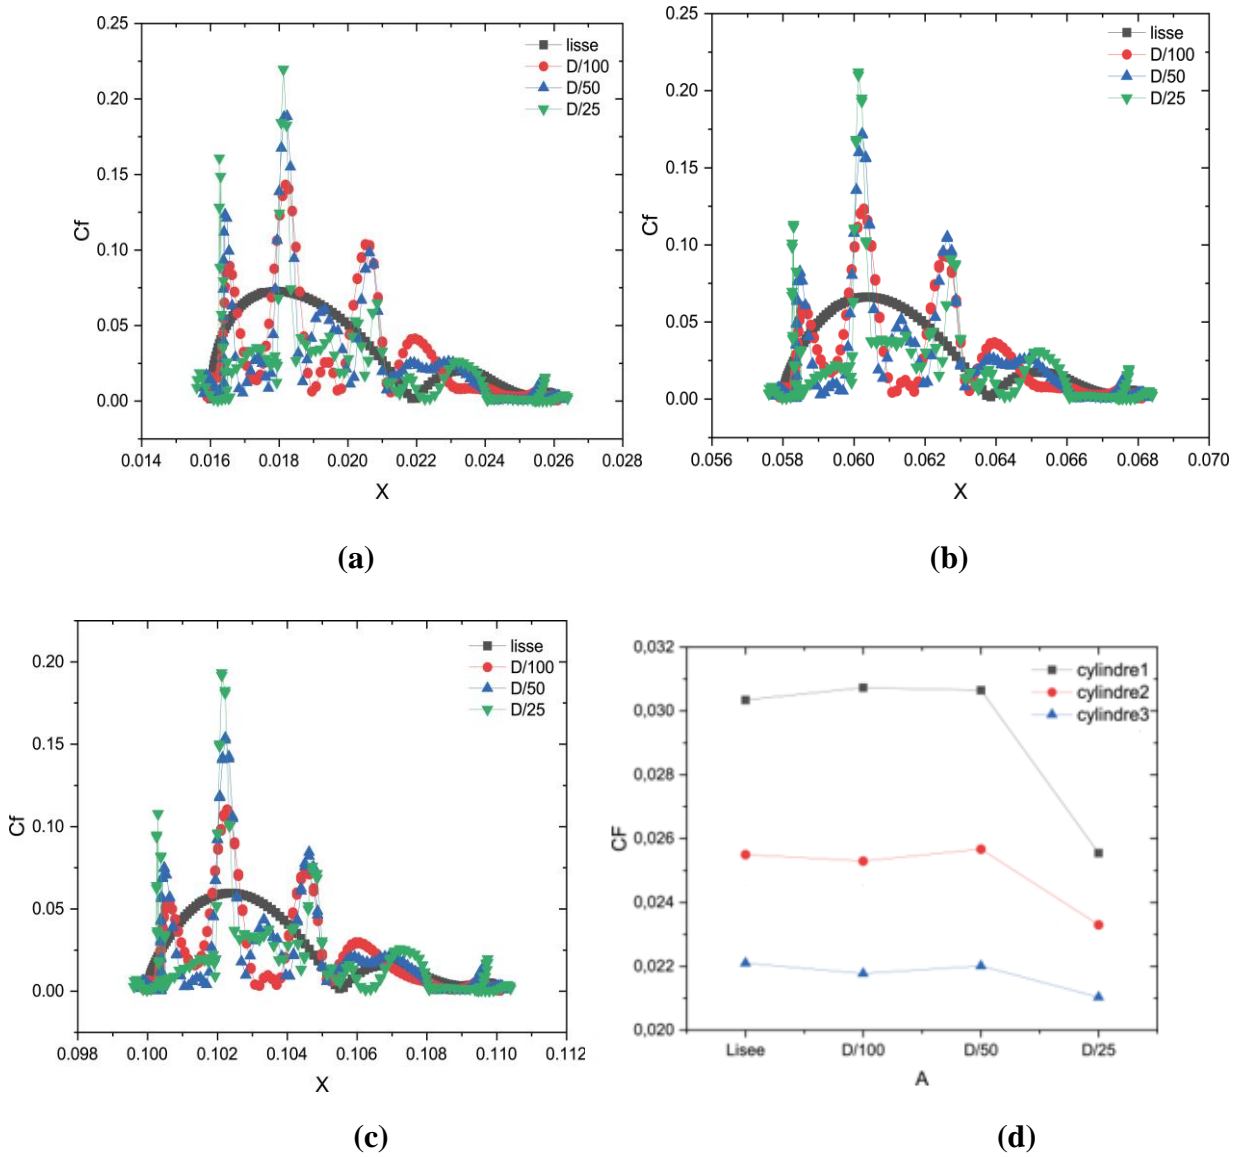 0.25
0.20
0.15
0.10
0.05
0.00
Cf
0.014 0.016 0.018 0.020 0.022 0.024 0.026 0.028
X
lisse
D/100
D/50
D/25
(a)
0.25
0.20
0.15
0.10
0.05
0.00
Cf
0.056 0.058 0.060 0.062 0.064 0.066 0.068 0.070
X
lisse
D/100
D/50
D/25
(b)
0.20
0.15
0.10
0.05
0.00
Cf
0.098 0.100 0.102 0.104 0.106 0.108 0.110 0.112
X
lisse
D/100
D/50
D/25
(c)
0,032
0,030
0,028
0,026
0,024
0,022
0,020
CF
Lisee D/100 D/50 D/25
A
cylindre1
cylindre2
cylindre3
(d)